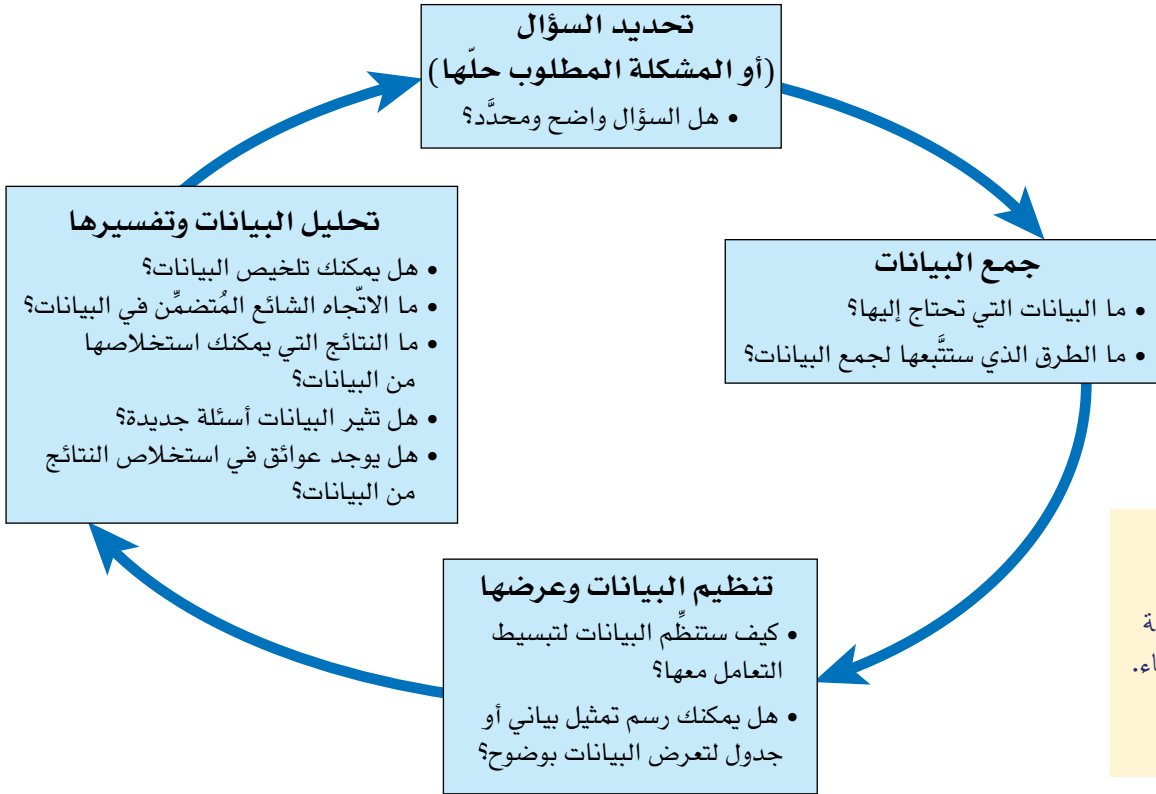 تحديد السؤال
(أو المشكلة المطلوب حلّها)
• هل السؤال واضح ومحدَّد؟
جمع البيانات
• ما البيانات التي تحتاج إليها؟
• ما الطرق الذي ستتَّبعها لجمع البيانات؟
تنظيم البيانات وعرضها
• كيف ستنظِّم البيانات لتبسيط
التعامل معها؟
• هل يمكنك رسم تمثيل بياني أو
جدول لتعرض البيانات بوضوح؟
تحليل البيانات وتفسيرها
• هل يمكنك تلخيص البيانات؟
• ما الاتّجاه الشائع المُتضمِّن في البيانات؟
• ما النتائج التي يمكنك استخلاصها
من البيانات؟
• هل تثير البيانات أسئلة جديدة؟
• هل يوجد عوائق في استخلاص النتائج
من البيانات؟